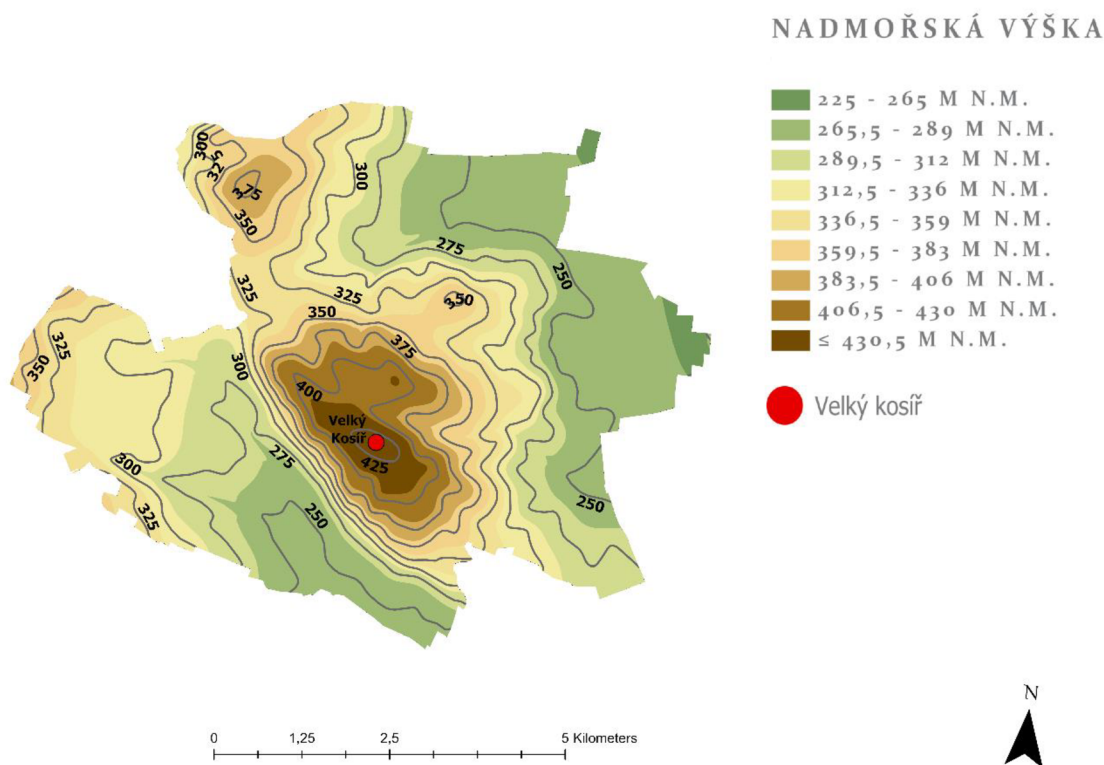 NADMOŘSKÁ VÝŠKA
225 - 265 M N.M.
265,5 - 289 M N.M.
289,5 - 312 M N.M.
312,5 - 336 M N.M.
336,5 - 359 M N.M.
359,5 - 383 M N.M.
383,5 - 406 M N.M.
406,5 - 430 M N.M.
≤ 430,5 M N.M.
Velký kosíř
300
325
375
350
300
275
250
325
325
350
350
375
325
350
300
400
Velký
Kosíř
425
275
300
325
250
250
N
0 1,25 2,5 5 Kilometers